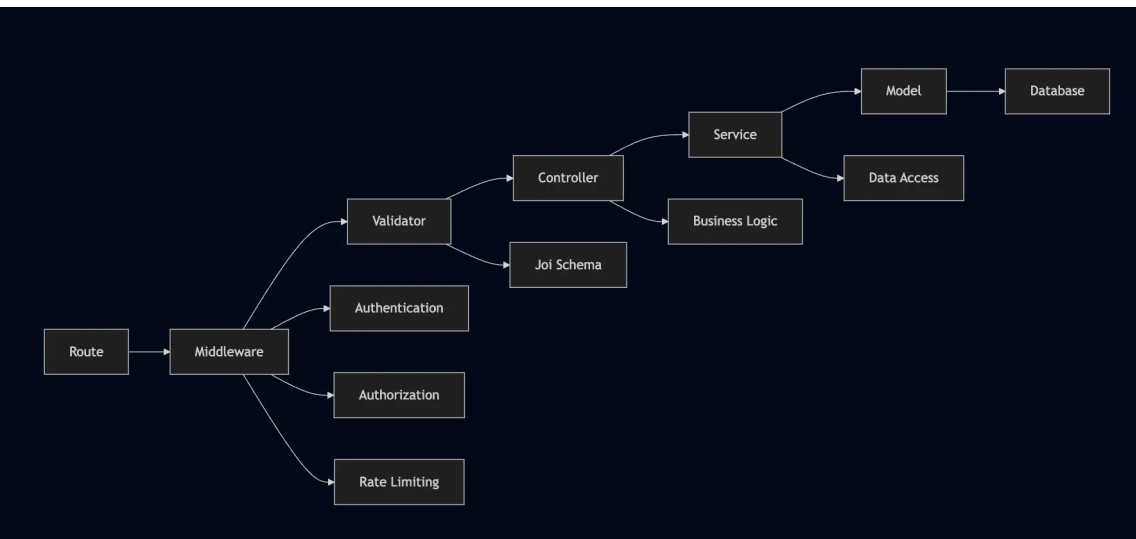 Model
Database
Service
Controller
Data Access
Validator
Business Logic
Joi Schema
Authentication
Route
Middleware
Authorization
Rate Limiting